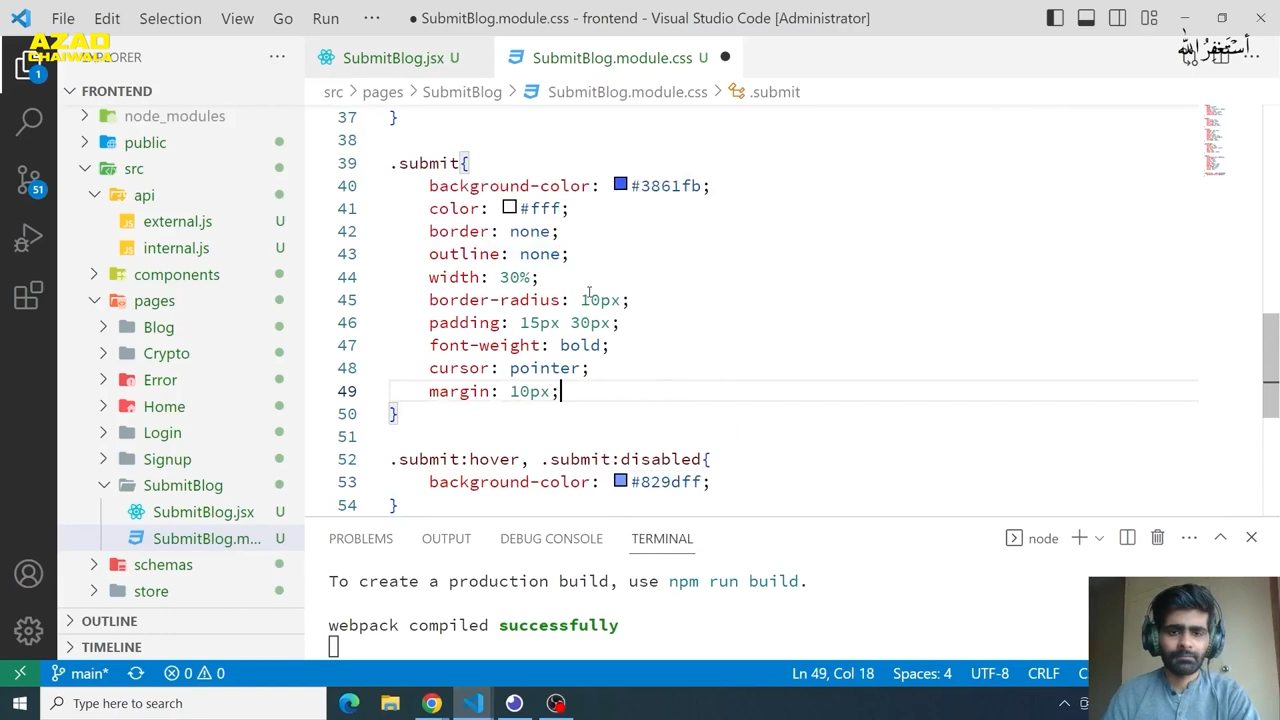 File Edit Selection View Go Run ··· ● SubmitBlog.module.css - frontend - Visual Studio Code [Administrator]
AZAD
CHAIWALA
EXPLORER ···
SubmitBlog.jsx U
SubmitBlog.module.css U ●
أستغفر الله
FRONTEND
src > pages > SubmitBlog > SubmitBlog.module.css > .submit
node_modules
public
src
api
external.js U
internal.js U
components
pages
Blog
Crypto
Error
Home
Login
Signup
SubmitBlog
SubmitBlog.jsx U
SubmitBlog.m... U
schemas
store
OUTLINE
TIMELINE
1
51
37 }
38
39 .submit{
40 background-color: #3861fb;
41 color: #fff;
42 border: none;
43 outline: none;
44 width: 30%;
45 border-radius: 10px;
46 padding: 15px 30px;
47 font-weight: bold;
48 cursor: pointer;
49 margin: 10px;
50 }
51
52 .submit:hover, .submit:disabled{
53 background-color: #829dff;
54 }
PROBLEMS OUTPUT DEBUG CONSOLE TERMINAL node
To create a production build, use npm run build.
webpack compiled successfully
main* 0 0 Ln 49, Col 18 Spaces: 4 UTF-8 CRLF C
Type here to search